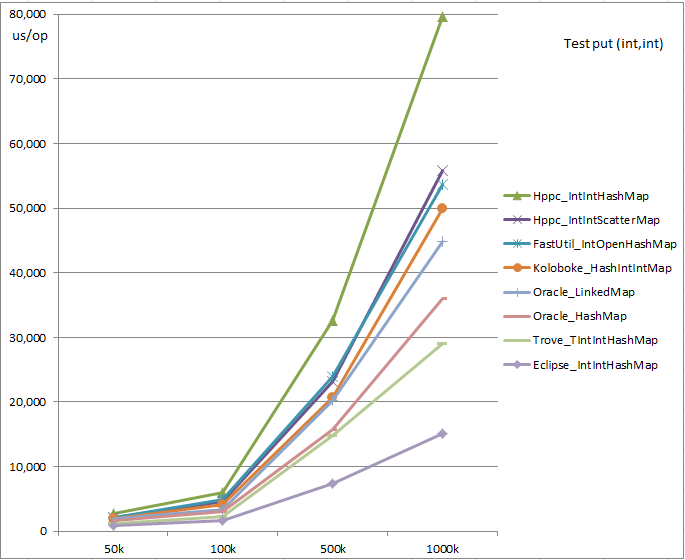 80,000
us/op
Test put (int,int)
70,000
60,000
50,000
40,000
30,000
20,000
10,000
0
50k 100k 500k 1000k
Hppc_IntIntHashMap
Hppc_IntIntScatterMap
FastUtil_IntOpenHashMap
Koloboke_HashIntIntMap
Oracle_LinkedMap
Oracle_HashMap
Trove_TIntIntHashMap
Eclipse_IntIntHashMap